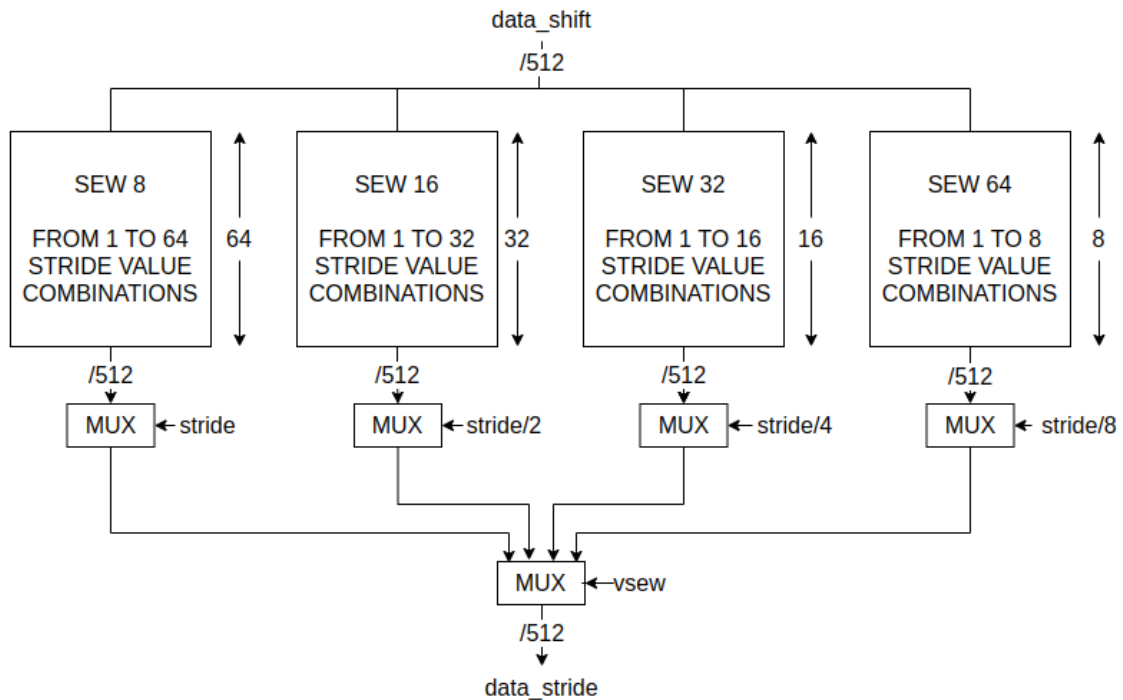 data_shift
/512
SEW 8
FROM 1 TO 64
STRIDE VALUE
COMBINATIONS
64
SEW 16
FROM 1 TO 32
STRIDE VALUE
COMBINATIONS
32
SEW 32
FROM 1 TO 16
STRIDE VALUE
COMBINATIONS
16
SEW 64
FROM 1 TO 8
STRIDE VALUE
COMBINATIONS
8
/512
/512
/512
/512
MUX
stride
MUX
stride/2
MUX
stride/4
MUX
stride/8
MUX
vsew
/512
data_stride